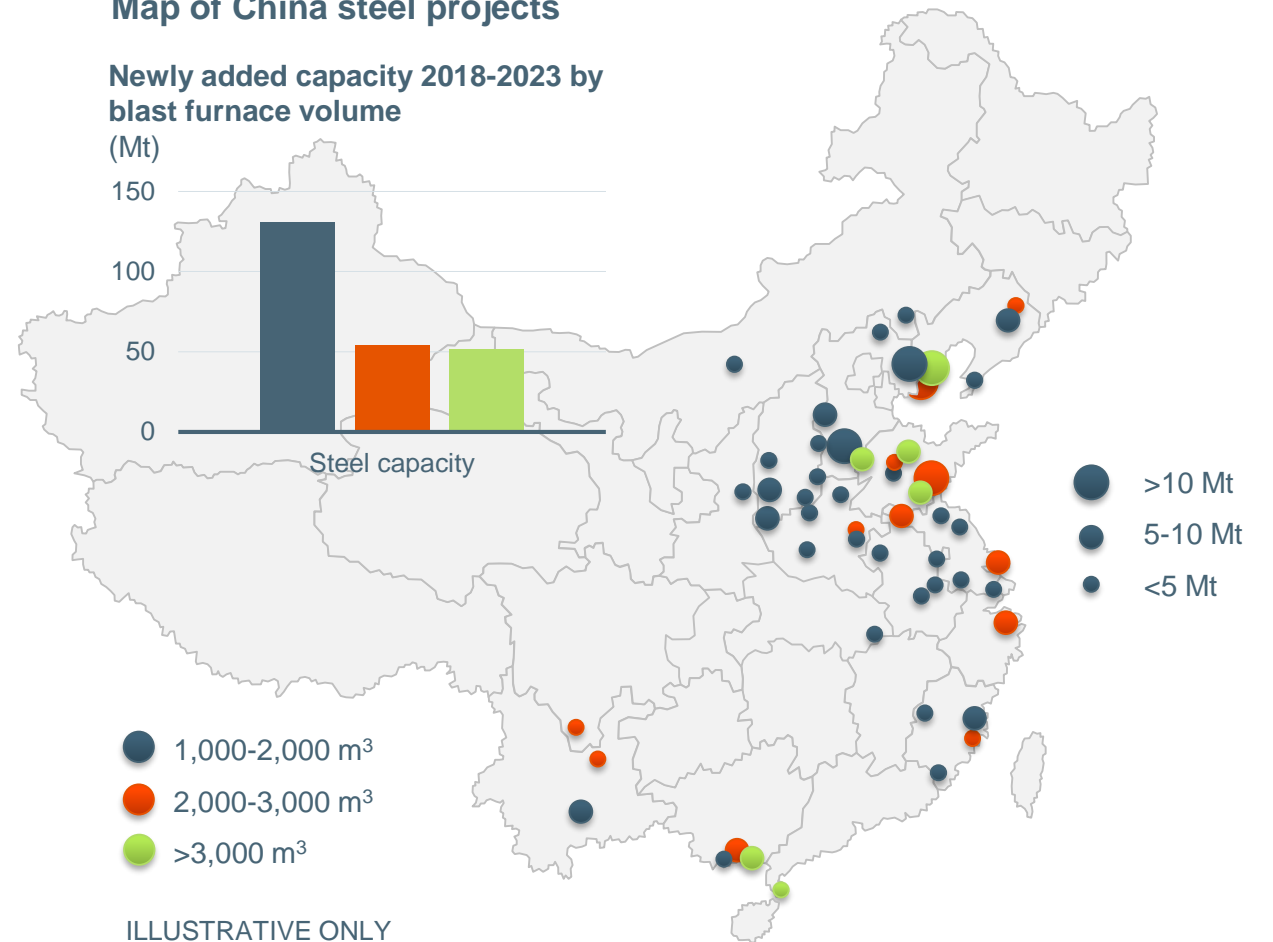 Map of China steel projects
Newly added capacity 2018-2023 by
blast furnace volume
(Mt)
150
100
50
0
Steel capacity
>10 Mt
5-10 Mt
<5 Mt
1,000-2,000 m³
2,000-3,000 m³
>3,000 m³
ILLUSTRATIVE ONLY